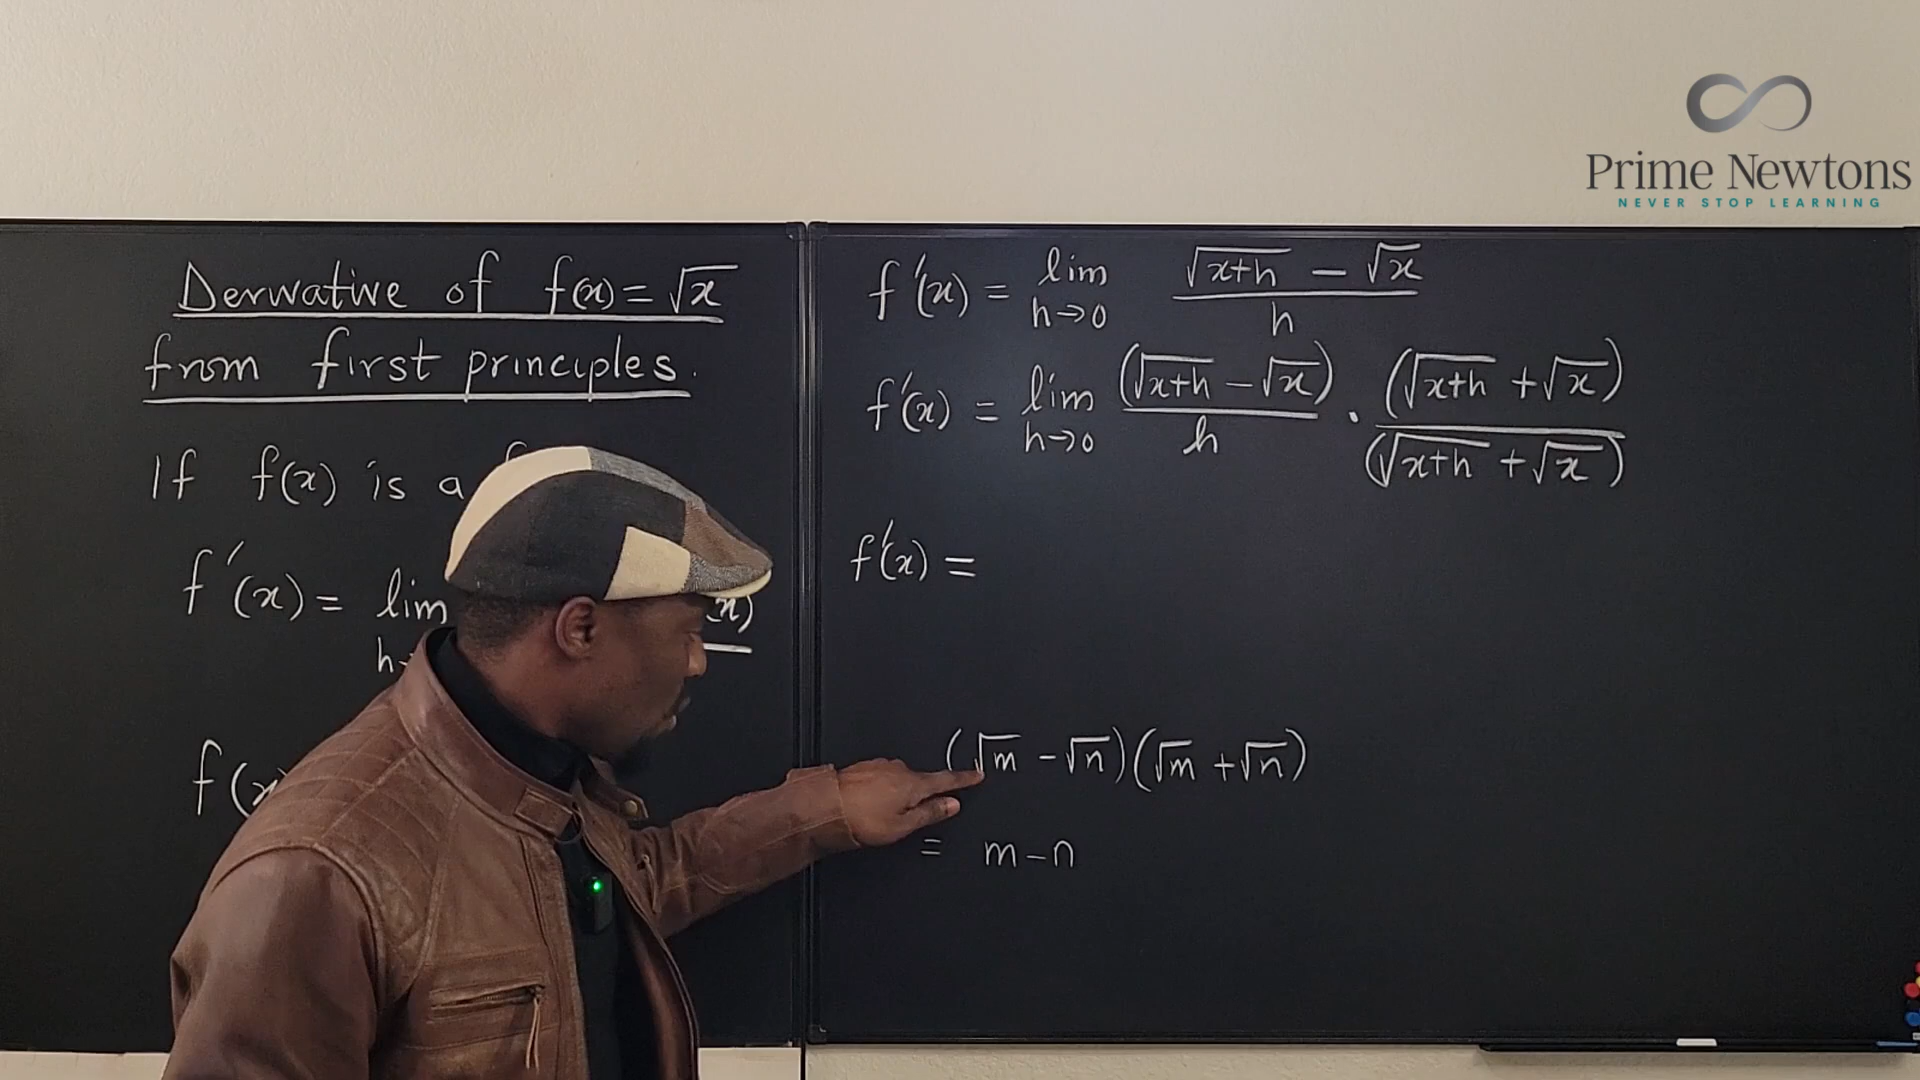 Prime Newtons
NEVER STOP LEARNING
Derivative of f(x) = √x
from first principles.
If f(x) is a
f'(x) = lim
h→
(x)
f(x
f'(x) = lim h→0 (√x+h − √x)/h
f'(x) = lim h→0 (√x+h − √x)/h · (√x+h + √x)/(√x+h + √x)
f'(x) =
(√m − √n)(√m + √n)
= m − n